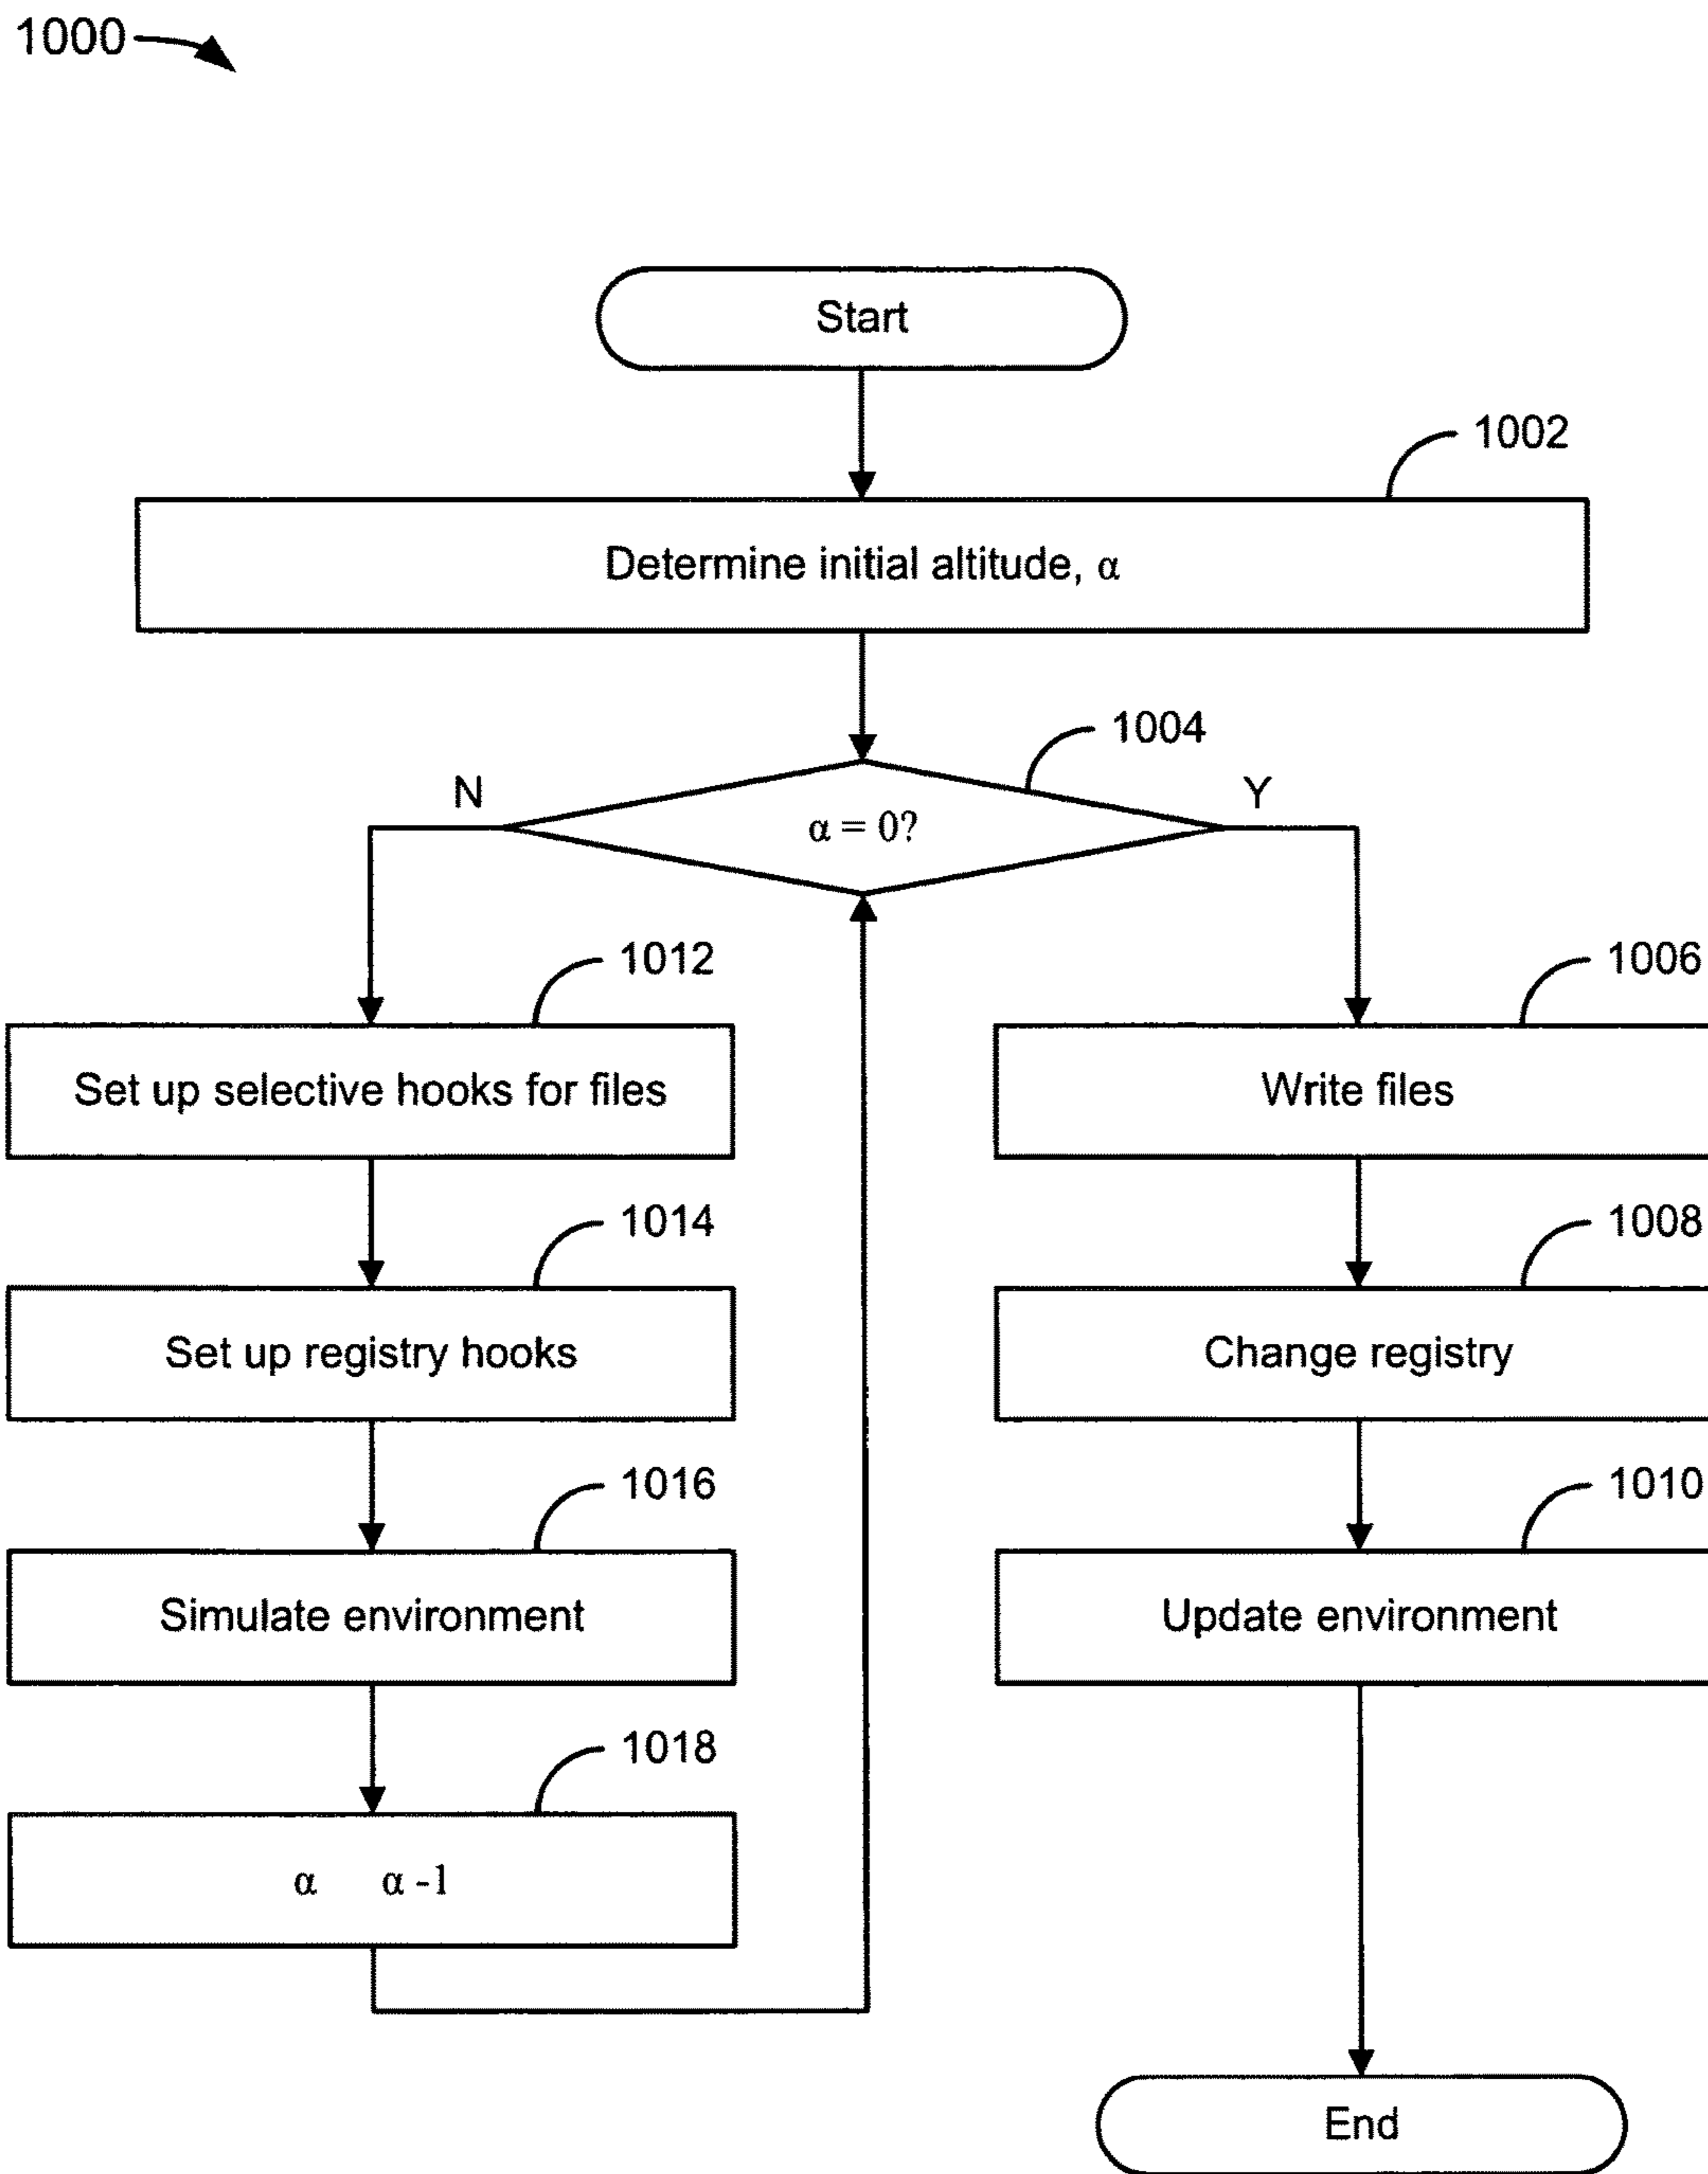 1000
Start
1002
Determine initial altitude, α
1004
N
Y
α = 0?
1012
1006
Set up selective hooks for files
Write files
1014
1008
Set up registry hooks
Change registry
1016
1010
Simulate environment
Update environment
1018
α α -1
End